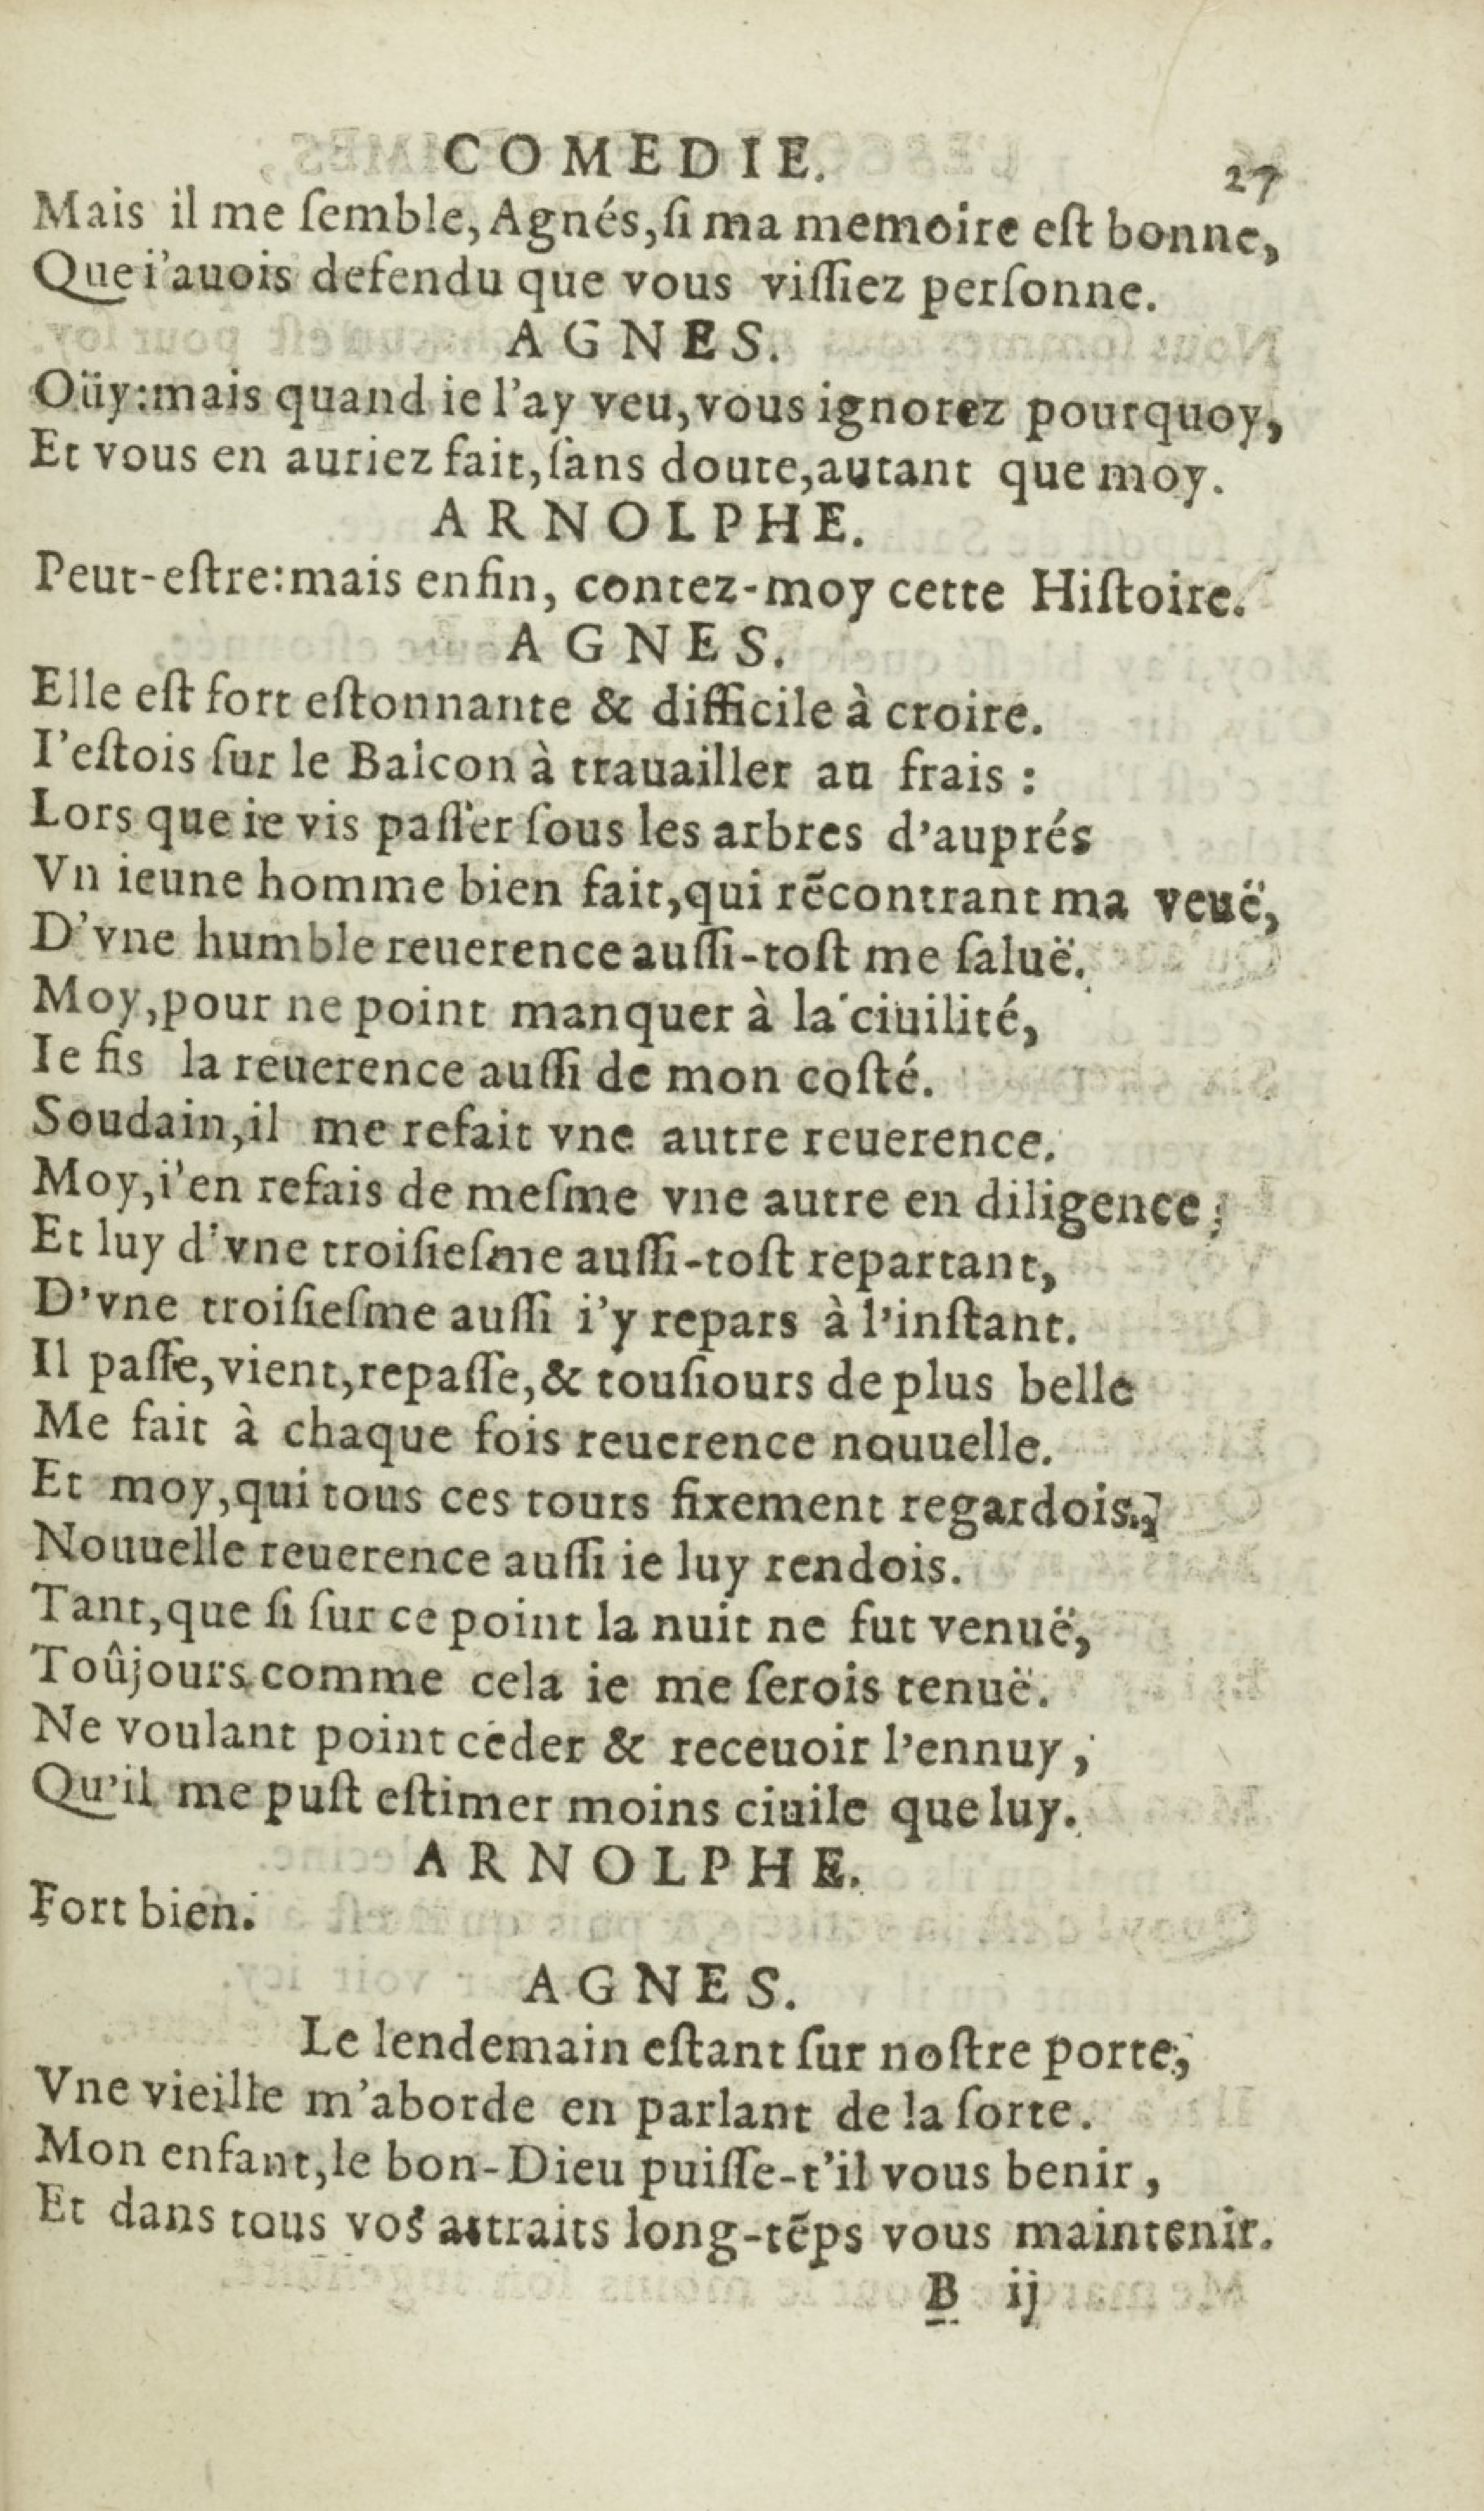 COMEDIE. 27
Mais il me ſemble, Agnés, ſi ma memoire eſt bonne,
Que i'auois defendu que vous viſſiez perſonne.
AGNES.
Oüy: mais quand ie l'ay veu, vous ignorez pourquoy,
Et vous en auriez fait, ſans doute, autant que moy.
ARNOLPHE.
Peut-eſtre: mais enfin, contez-moy cette Hiſtoire.
AGNES.
Elle eſt fort eſtonnante & difficile à croire.
I'eſtois ſur le Balcon à trauailler au frais :
Lors que ie vis paſſer ſous les arbres d'auprés
Vn ieune homme bien fait, qui rẽcontrant ma veuë,
D'vne humble reuerence auſſi-toſt me ſaluë.
Moy, pour ne point manquer à la ciuilité,
Ie fis la reuerence auſſi de mon coſté.
Soudain, il me refait vne autre reuerence.
Moy, i'en refais de meſme vne autre en diligence;
Et luy d'vne troiſieſme auſſi-toſt repartant,
D'vne troiſieſme auſſi i'y repars à l'inſtant.
Il paſſe, vient, repaſſe, & touſiours de plus belle
Me fait à chaque fois reuerence nouuelle.
Et moy, qui tous ces tours fixement regardois,
Nouuelle reuerence auſſi ie luy rendois.
Tant, que ſi ſur ce point la nuit ne fut venuë,
Toûjours comme cela ie me ſerois tenuë.
Ne voulant point ceder & receuoir l'ennuy,
Qu'il me puſt eſtimer moins ciuile que luy.
ARNOLPHE.
Fort bien.
AGNES.
Le lendemain eſtant ſur noſtre porte,
Vne vieille m'aborde en parlant de la ſorte.
Mon enfant, le bon-Dieu puiſſe-t'il vous benir,
Et dans tous vos attraits long-tẽps vous maintenir.
B ij